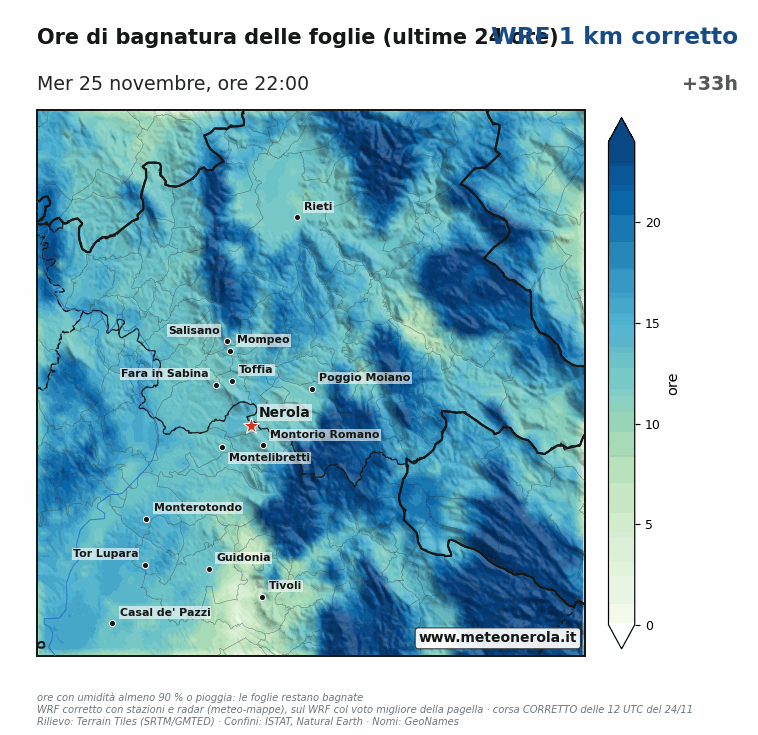 Ore di bagnatura delle foglie (ultime 24 ore)
WRF 1 km corretto
Mer 25 novembre, ore 22:00
+33h
Rieti
Salisano
Mompeo
Fara in Sabina
Toffia
Poggio Moiano
Nerola
Montorio Romano
Montelibretti
Monterotondo
Tor Lupara
Guidonia
Tivoli
Casal de' Pazzi
www.meteonerola.it
20
15
10
5
0
ore
ore con umidità almeno 90 % o pioggia: le foglie restano bagnate
WRF corretto con stazioni e radar (meteo-mappe), sul WRF col voto migliore della pagella · corsa CORRETTO delle 12 UTC del 24/11
Rilievo: Terrain Tiles (SRTM/GMTED) · Confini: ISTAT, Natural Earth · Nomi: GeoNames